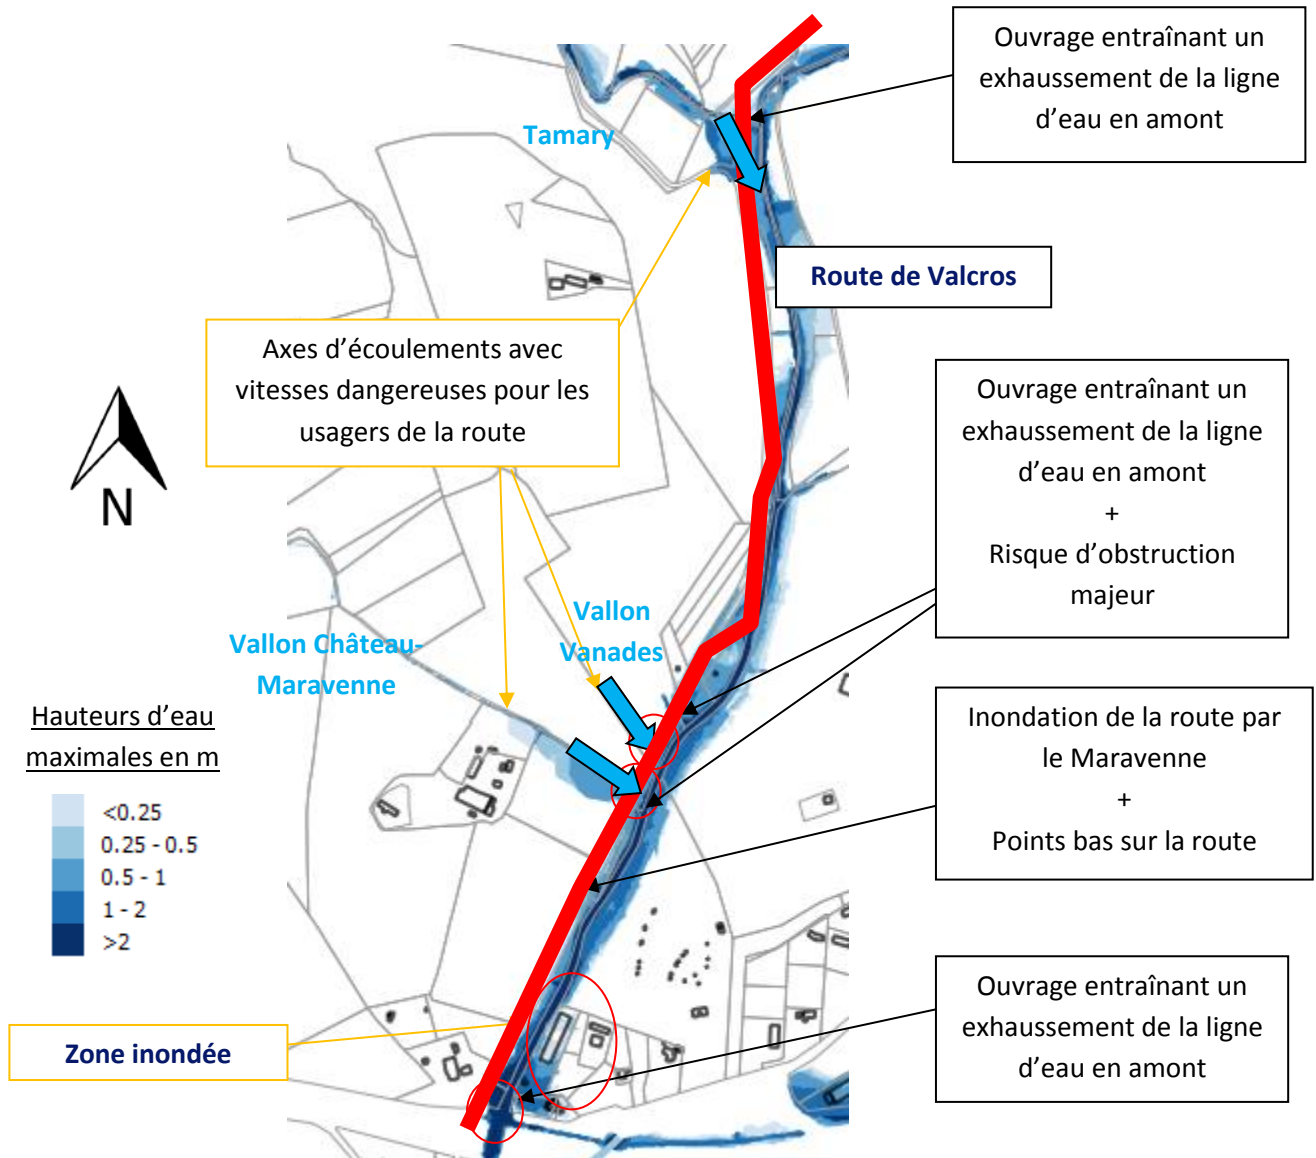 Ouvrage entraînant un
exhaussement de la ligne
d’eau en amont
Tamary
Route de Valcros
Axes d’écoulements avec
vitesses dangereuses pour les
usagers de la route
Ouvrage entraînant un
exhaussement de la ligne
d’eau en amont
+
Risque d’obstruction
majeur
N
Vallon
Vanades
Vallon Château-
Maravenne
Hauteurs d’eau
maximales en m
<0.25
0.25 - 0.5
0.5 - 1
1 - 2
>2
Inondation de la route par
le Maravenne
+
Points bas sur la route
Ouvrage entraînant un
exhaussement de la ligne
d’eau en amont
Zone inondée